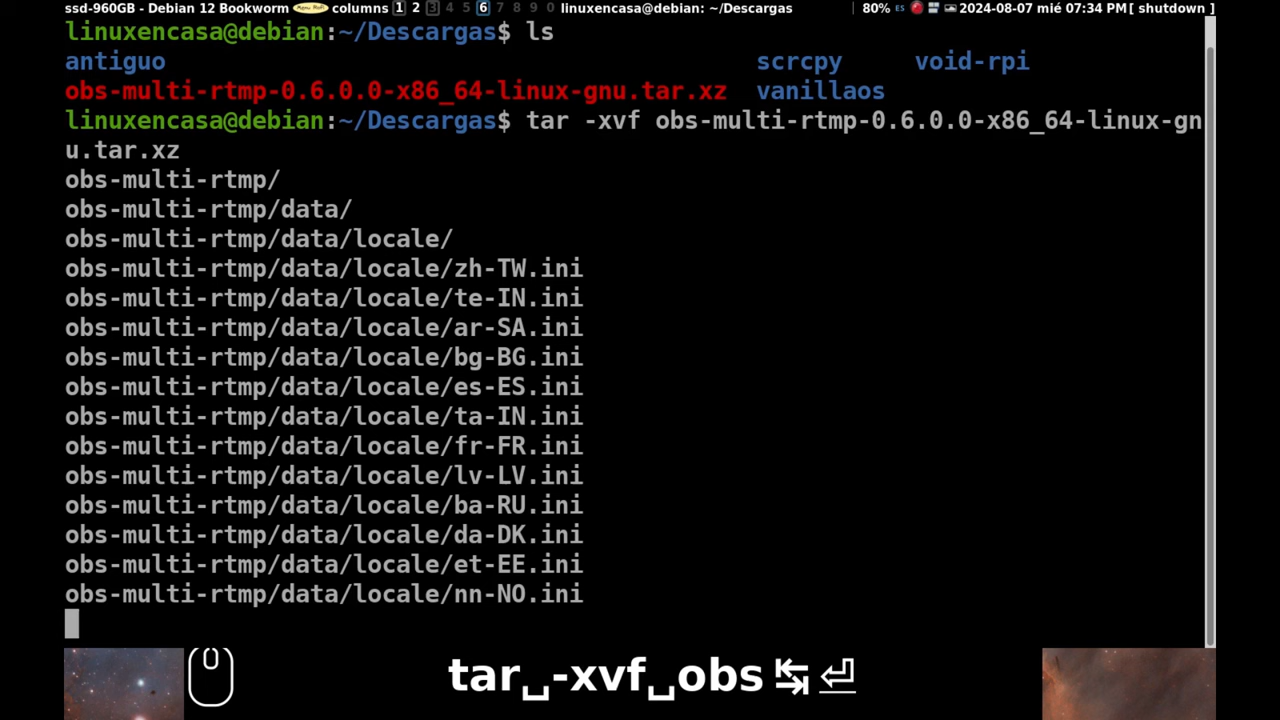 ssd-960GB - Debian 12 Bookworm Menu Rofi columns 1 2 3 4 5 6 7 8 9 0 linuxencasa@debian: ~/Descargas | 80% ES 2024-08-07 mié 07:34 PM[ shutdown ]
linuxencasa@debian:~/Descargas$ ls
antiguo scrcpy void-rpi
obs-multi-rtmp-0.6.0.0-x86_64-linux-gnu.tar.xz vanillaos
linuxencasa@debian:~/Descargas$ tar -xvf obs-multi-rtmp-0.6.0.0-x86_64-linux-gn
u.tar.xz
obs-multi-rtmp/
obs-multi-rtmp/data/
obs-multi-rtmp/data/locale/
obs-multi-rtmp/data/locale/zh-TW.ini
obs-multi-rtmp/data/locale/te-IN.ini
obs-multi-rtmp/data/locale/ar-SA.ini
obs-multi-rtmp/data/locale/bg-BG.ini
obs-multi-rtmp/data/locale/es-ES.ini
obs-multi-rtmp/data/locale/ta-IN.ini
obs-multi-rtmp/data/locale/fr-FR.ini
obs-multi-rtmp/data/locale/lv-LV.ini
obs-multi-rtmp/data/locale/ba-RU.ini
obs-multi-rtmp/data/locale/da-DK.ini
obs-multi-rtmp/data/locale/et-EE.ini
obs-multi-rtmp/data/locale/nn-NO.ini
tar␣-xvf␣obs ↹ ⏎